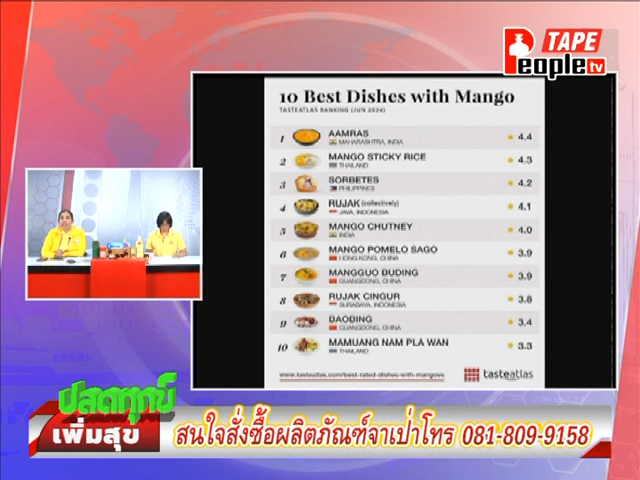 TAPE
People tv
10 Best Dishes with Mango
TASTEATLAS RANKING (JUN 2024)
1 AAMRAS 4.4
MAHARASHTRA, INDIA
2 MANGO STICKY RICE 4.3
THAILAND
3 SORBETES 4.2
PHILIPPINES
4 RUJAK (collectively) 4.1
JAVA, INDONESIA
5 MANGO CHUTNEY 4.0
INDIA
6 MANGO POMELO SAGO 3.9
HONG KONG, CHINA
7 MANGGUO BUDING 3.9
GUANGDONG, CHINA
8 RUJAK CINGUR 3.8
SURABAYA, INDONESIA
9 BAOBING 3.4
GUANGDONG, CHINA
10 MAMUANG NAM PLA WAN 3.3
THAILAND
www.tasteatlas.com/best-rated-dishes-with-mangoes
tasteatlas
ปลดทุกข์
เพิ่มสุข
สนใจสั่งซื้อผลิตภัณฑ์จาเปาโทร 081-809-9158